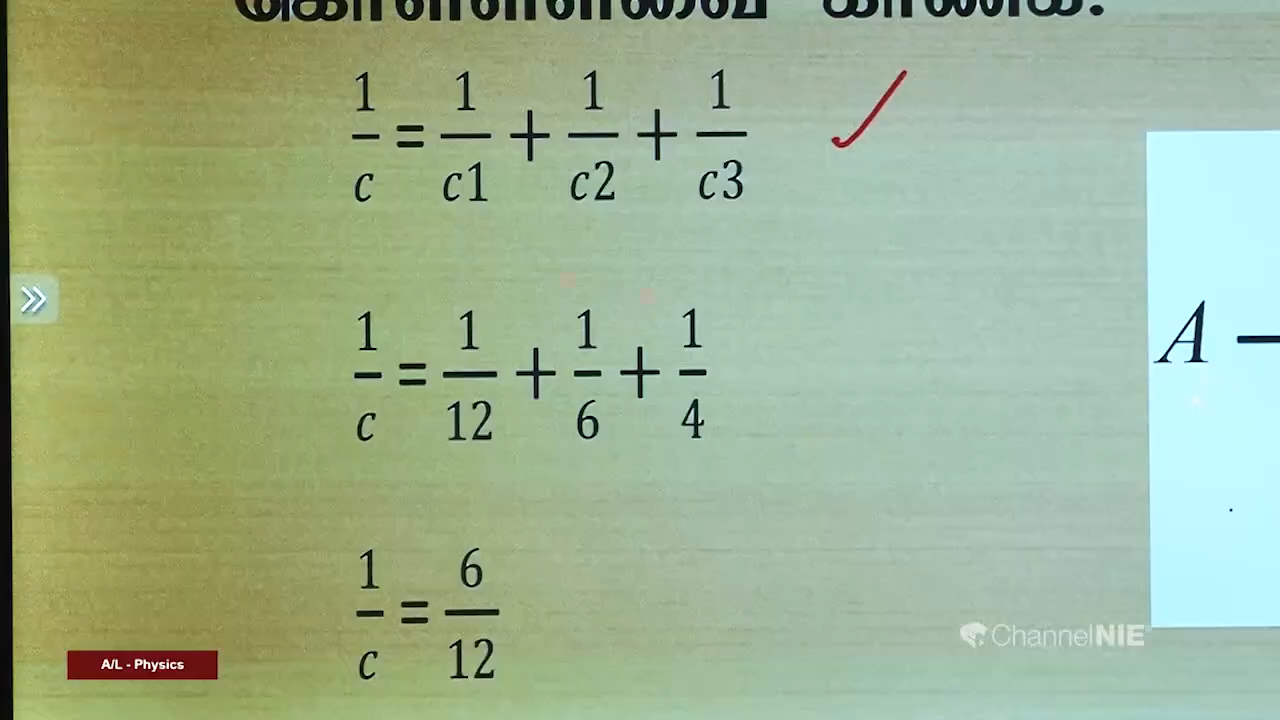 1/c = 1/c1 + 1/c2 + 1/c3
1/c = 1/12 + 1/6 + 1/4
A
1/c = 6/12
ChannelNIE
A/L - Physics